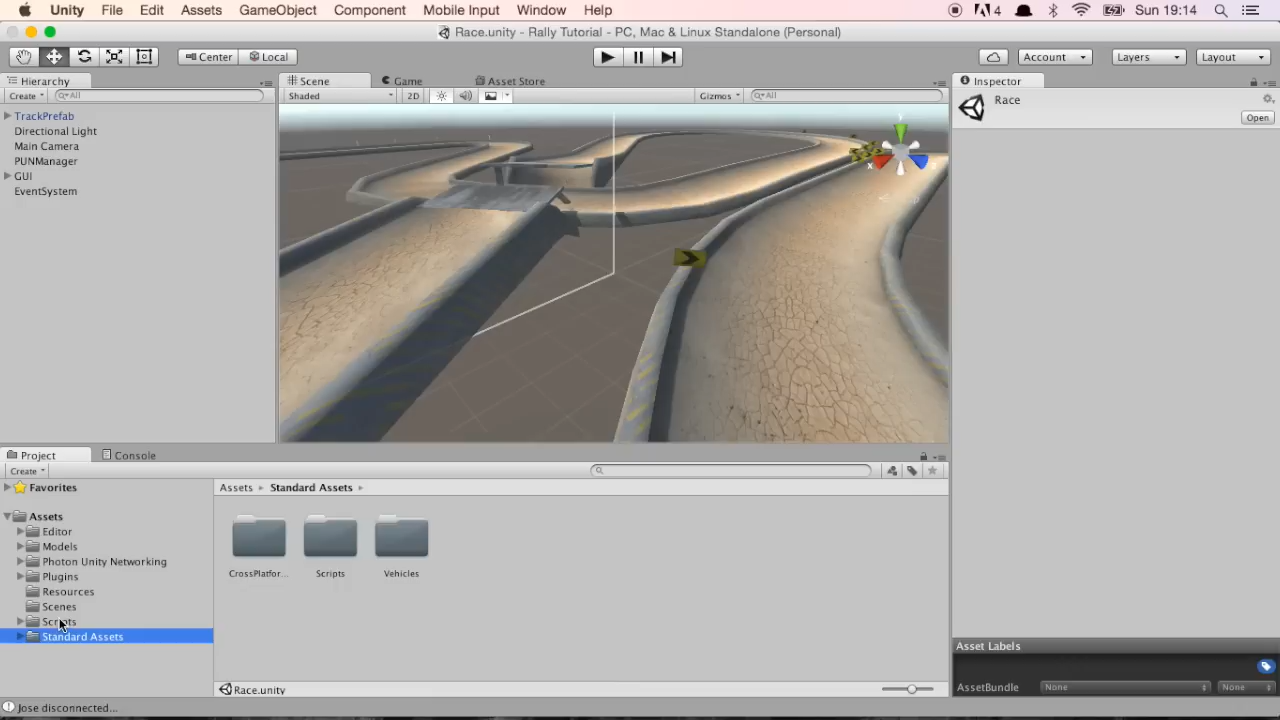 Unity File Edit Assets GameObject Component Mobile Input Window Help 4 Sun 19:14
Race.unity - Rally Tutorial - PC, Mac & Linux Standalone (Personal)
Center Local Account Layers Layout
Hierarchy Scene Game Asset Store Inspector
Create All Shaded 2D Gizmos All
Race
Open
TrackPrefab
Directional Light
Main Camera
PUNManager
GUI
EventSystem
y
x
Project Console
Create
Favorites
Assets Standard Assets
Assets
Editor
Models
Photon Unity Networking
Plugins
Resources
Scenes
Scripts
Standard Assets
CrossPlatfor... Scripts Vehicles
Asset Labels
AssetBundle None None
Race.unity
Jose disconnected...